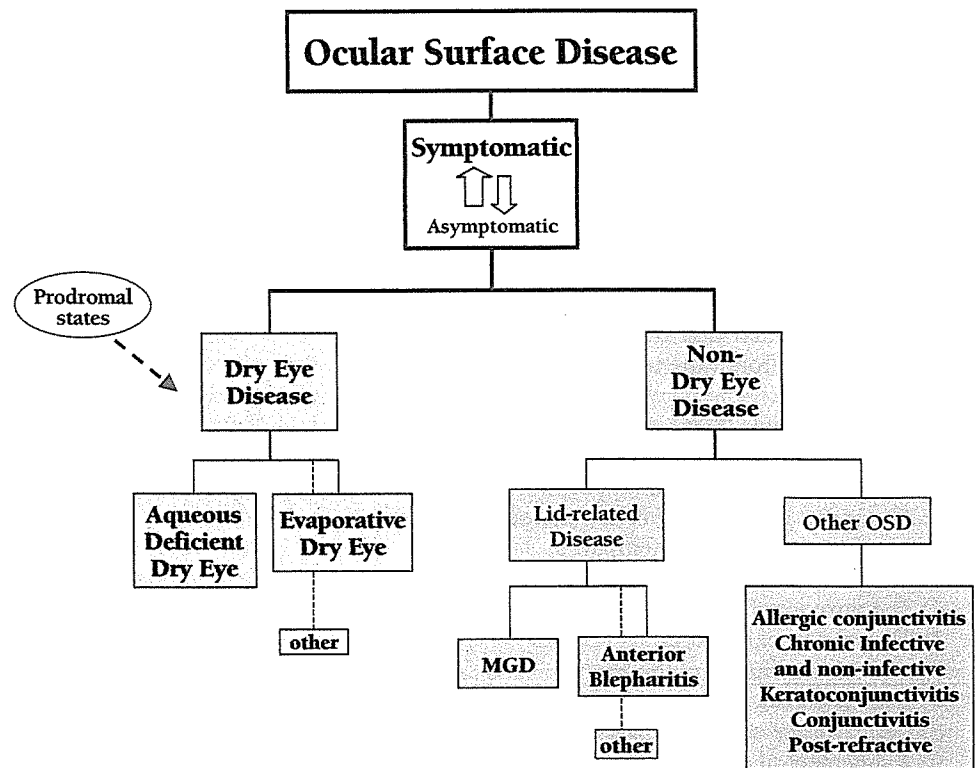 Ocular Surface Disease
Symptomatic
Asymptomatic
Prodromal
states
Dry Eye
Disease
Non-
Dry Eye
Disease
Aqueous
Deficient
Dry Eye
Evaporative
Dry Eye
other
Lid-related
Disease
Other OSD
MGD
Anterior
Blepharitis
other
Allergic conjunctivitis
Chronic Infective
and non-infective
Keratoconjunctivitis
Conjunctivitis
Post-refractive